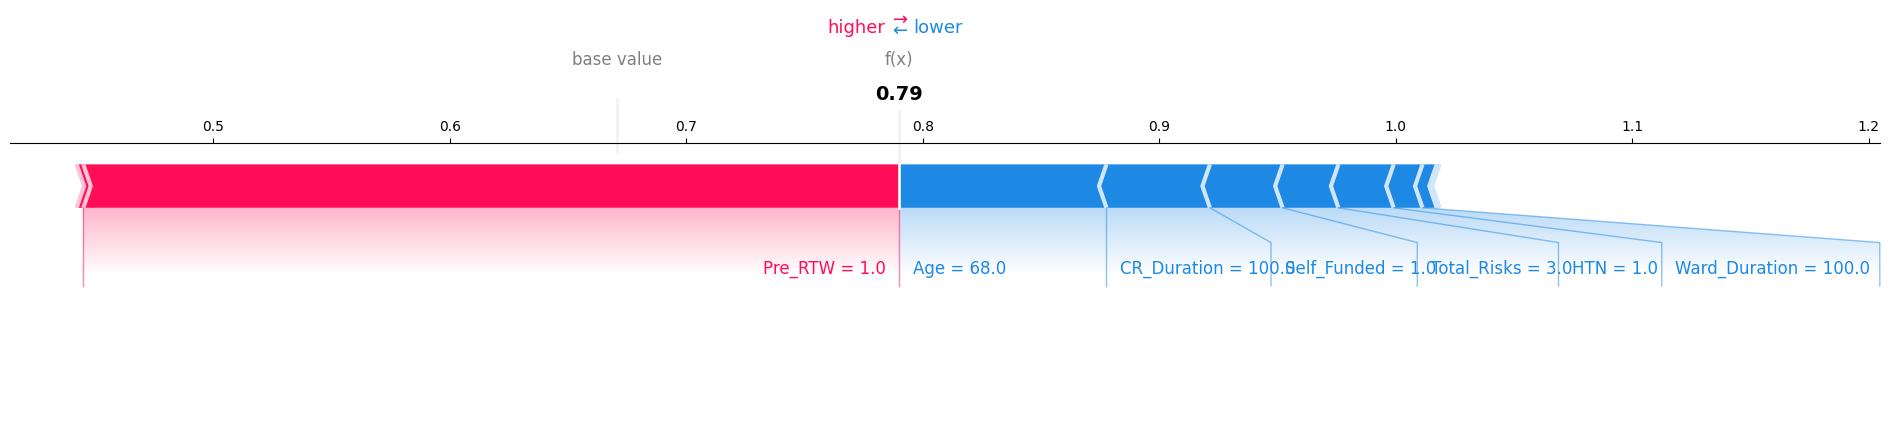 higher ⇄ lower
base value f(x)
0.79
0.5 0.6 0.7 0.8 0.9 1.0 1.1 1.2
Pre_RTW = 1.0 Age = 68.0 CR_Duration = 100.0 Self_Funded = 1.0 Total_Risks = 3.0 HTN = 1.0 Ward_Duration = 100.0